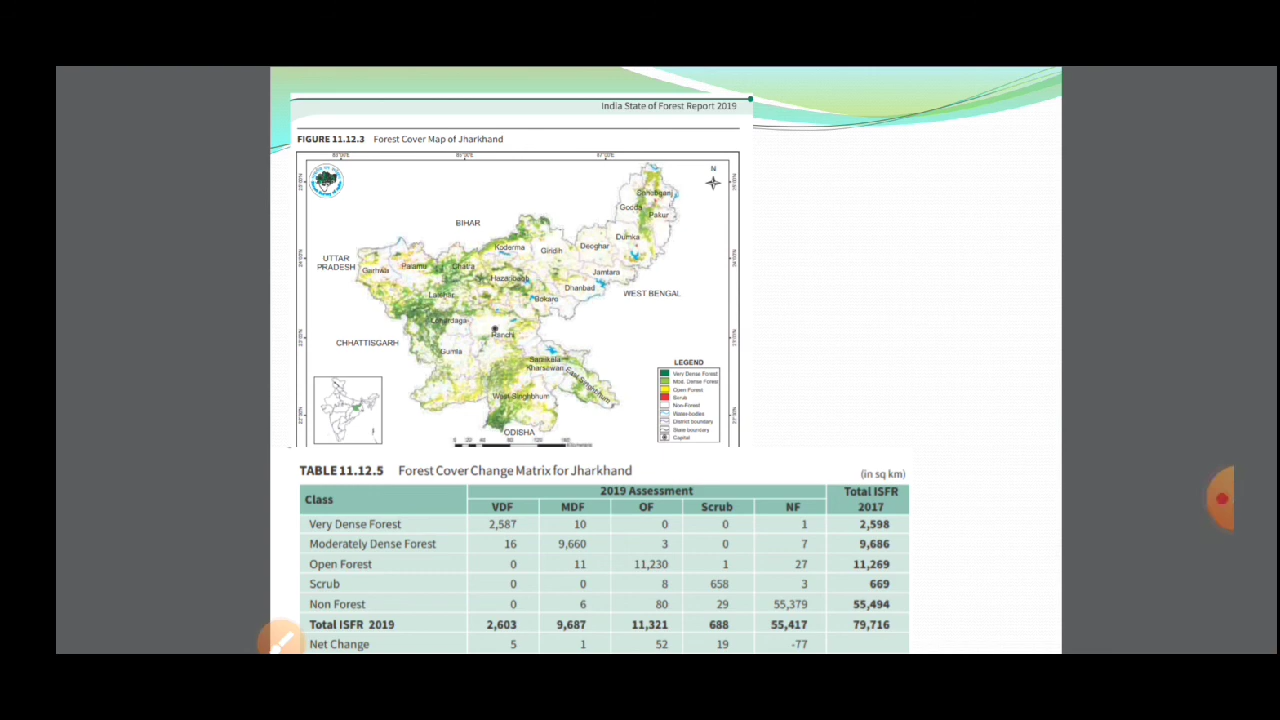 India State of Forest Report 2019
FIGURE 11.12.3 Forest Cover Map of Jharkhand
N
BIHAR
UTTAR
PRADESH
CHHATTISGARH
WEST BENGAL
ODISHA
Sahibganj
Godda
Pakur
Dumka
Deoghar
Koderma
Giridih
Garhwa
Palamu
Chatra
Hazaribagh
Jamtara
Dhanbad
Bokaro
Latehar
Lohardaga
Ranchi
Gumla
Saraikela
Kharsewan
East Singhbhum
West Singhbhum
LEGEND
Very Dense Forest
Mod. Dense Forest
Open Forest
Scrub
Non-Forest
Water-bodies
District boundary
State boundary
Capital
TABLE 11.12.5 Forest Cover Change Matrix for Jharkhand
(in sq km)
Class 2019 Assessment Total ISFR 2017
VDF MDF OF Scrub NF
Very Dense Forest 2,587 10 0 0 1 2,598
Moderately Dense Forest 16 9,660 3 0 7 9,686
Open Forest 0 11 11,230 1 27 11,269
Scrub 0 0 8 658 3 669
Non Forest 0 6 80 29 55,379 55,494
Total ISFR 2019 2,603 9,687 11,321 688 55,417 79,716
Net Change 5 1 52 19 -77